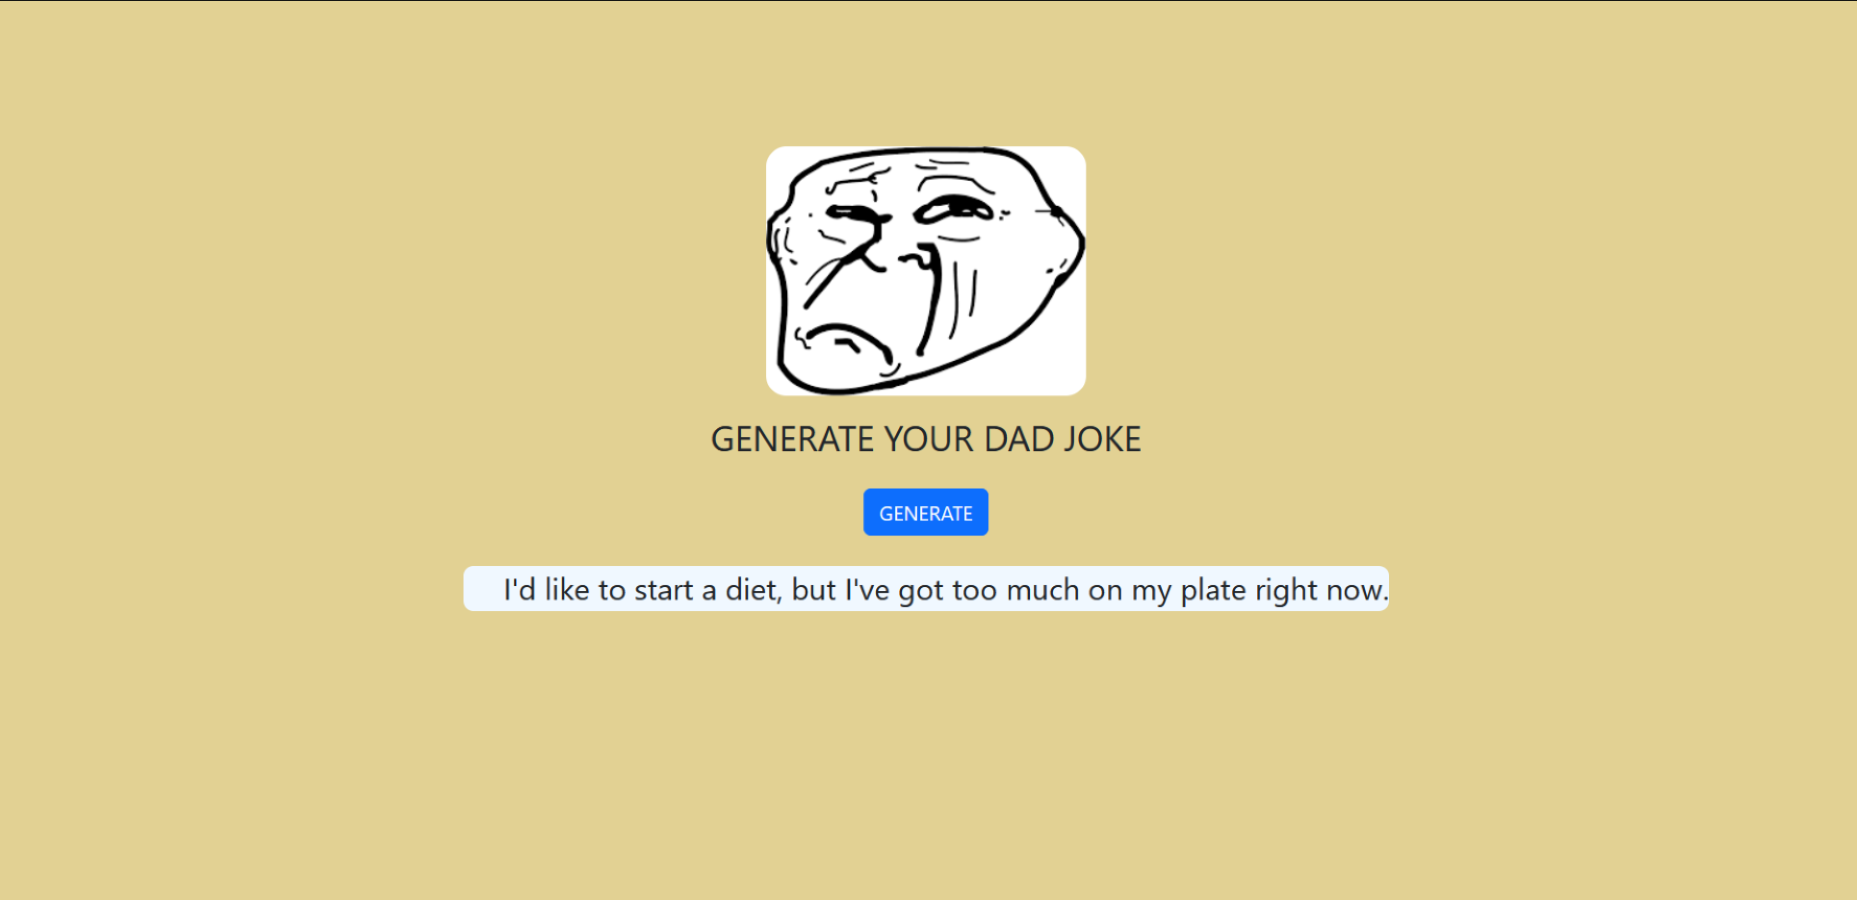 GENERATE YOUR DAD JOKE
GENERATE
I'd like to start a diet, but I've got too much on my plate right now.